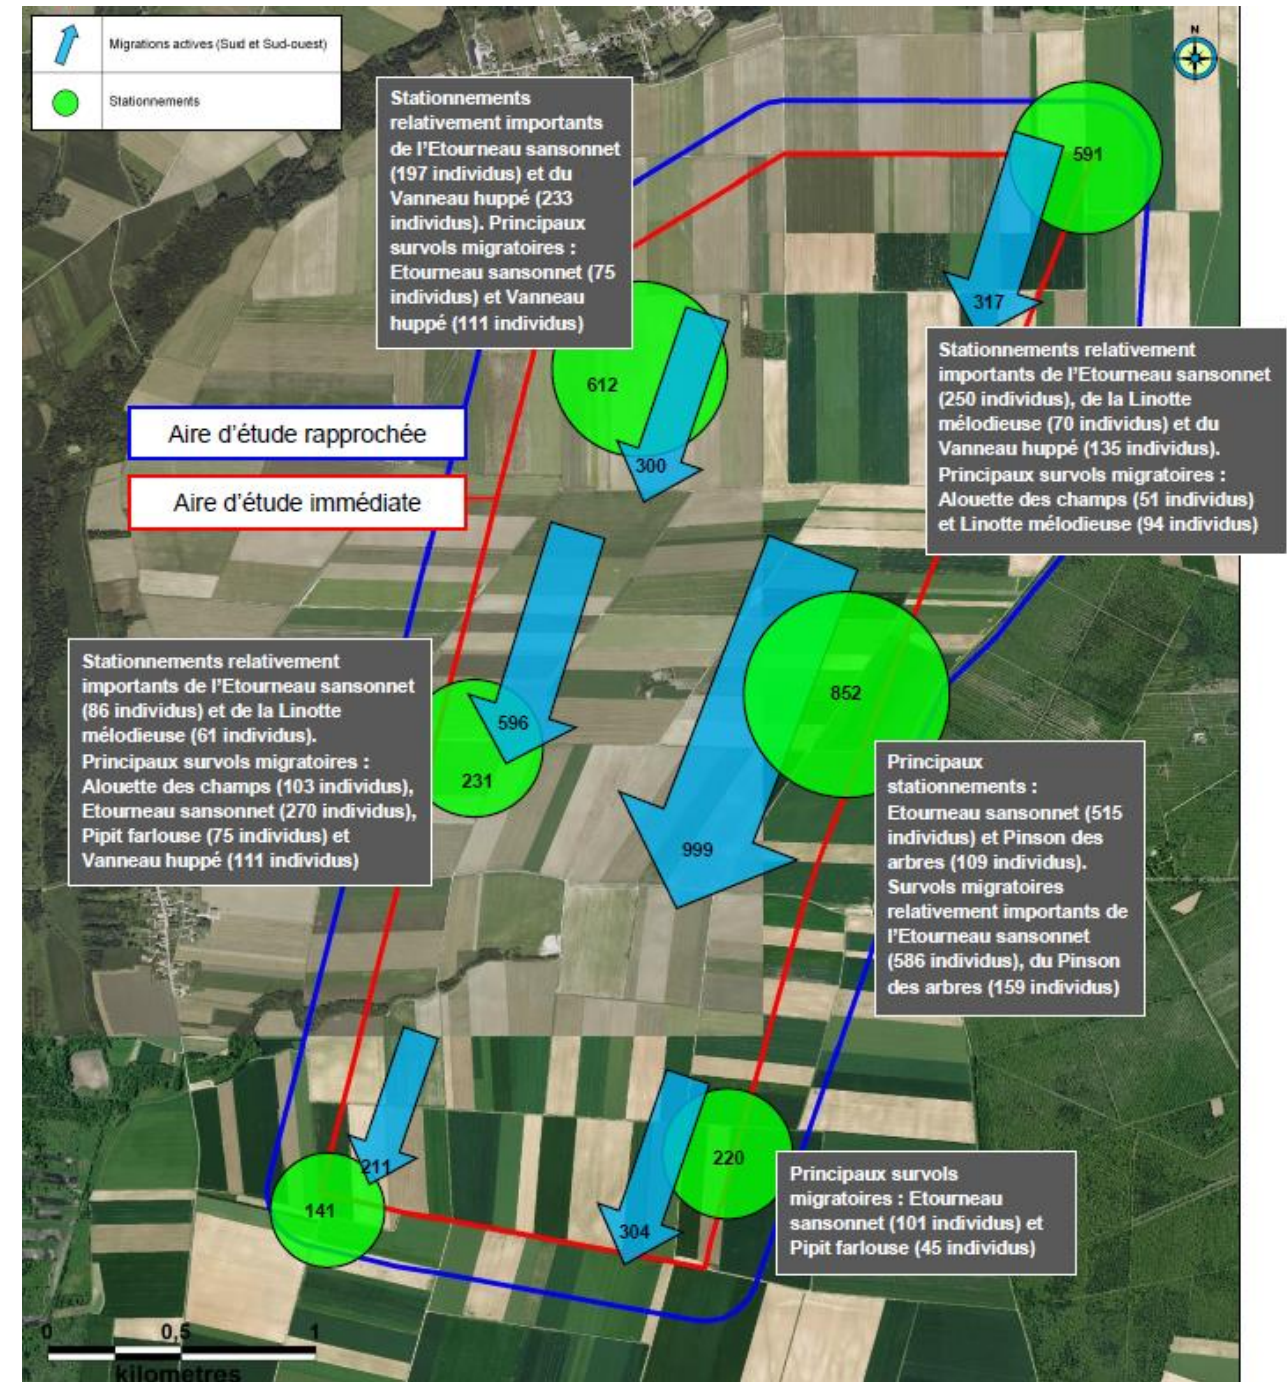 Migrations actives (Sud et Sud-ouest)
Stationnements
N
Stationnements
relativement importants
de l'Etourneau sansonnet
(197 individus) et du
Vanneau huppé (233
individus). Principaux
survols migratoires :
Etourneau sansonnet (75
individus) et Vanneau
huppé (111 individus)
591
317
612
300
Stationnements relativement
importants de l'Etourneau sansonnet
(250 individus), de la Linotte
mélodieuse (70 individus) et du
Vanneau huppé (135 individus).
Principaux survols migratoires :
Alouette des champs (51 individus)
et Linotte mélodieuse (94 individus)
Aire d'étude rapprochée
Aire d'étude immédiate
Stationnements relativement
importants de l'Etourneau sansonnet
(86 individus) et de la Linotte
mélodieuse (61 individus).
Principaux survols migratoires :
Alouette des champs (103 individus),
Etourneau sansonnet (270 individus),
Pipit farlouse (75 individus) et
Vanneau huppé (111 individus)
596
231
852
999
Principaux
stationnements :
Etourneau sansonnet (515
individus) et Pinson des
arbres (109 individus).
Survols migratoires
relativement importants de
l'Etourneau sansonnet
(586 individus), du Pinson
des arbres (159 individus)
211
141
220
304
Principaux survols
migratoires : Etourneau
sansonnet (101 individus) et
Pipit farlouse (45 individus)
0 0,5 1
kilometres